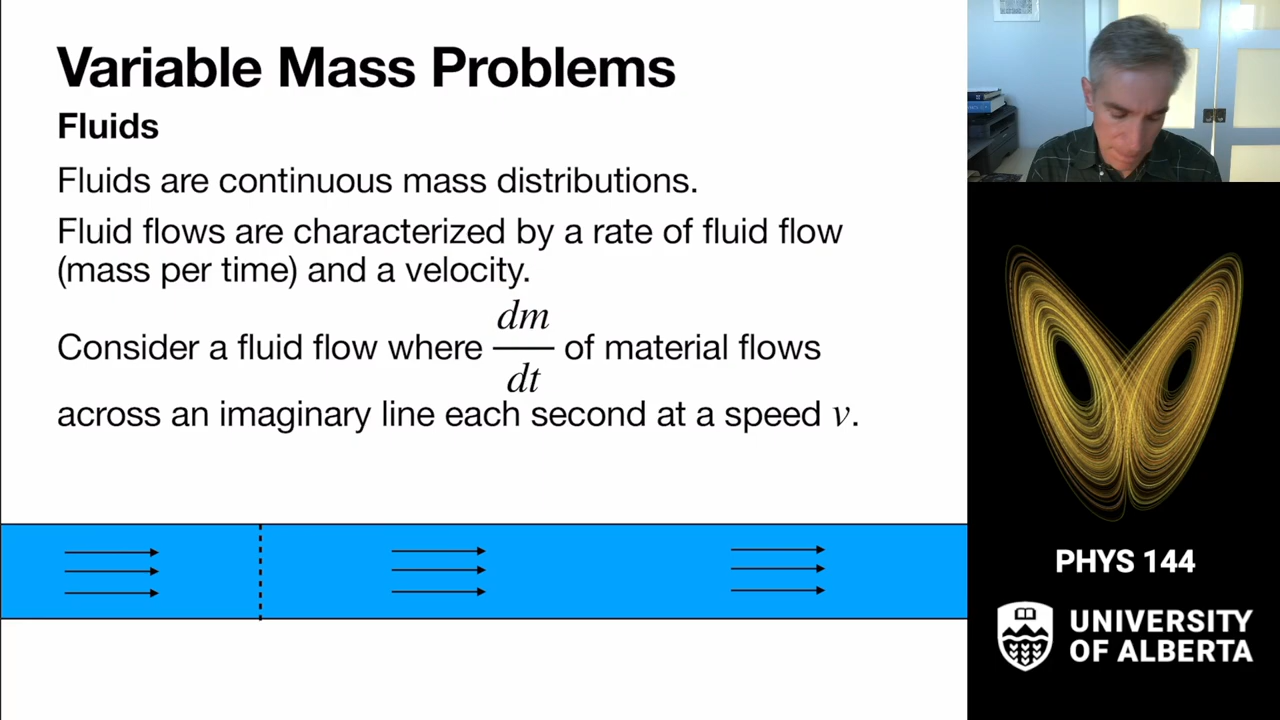 Variable Mass Problems
Fluids
Fluids are continuous mass distributions.
Fluid flows are characterized by a rate of fluid flow
(mass per time) and a velocity.
Consider a fluid flow where dm/dt of material flows
across an imaginary line each second at a speed v.
PHYS 144
UNIVERSITY
OF ALBERTA